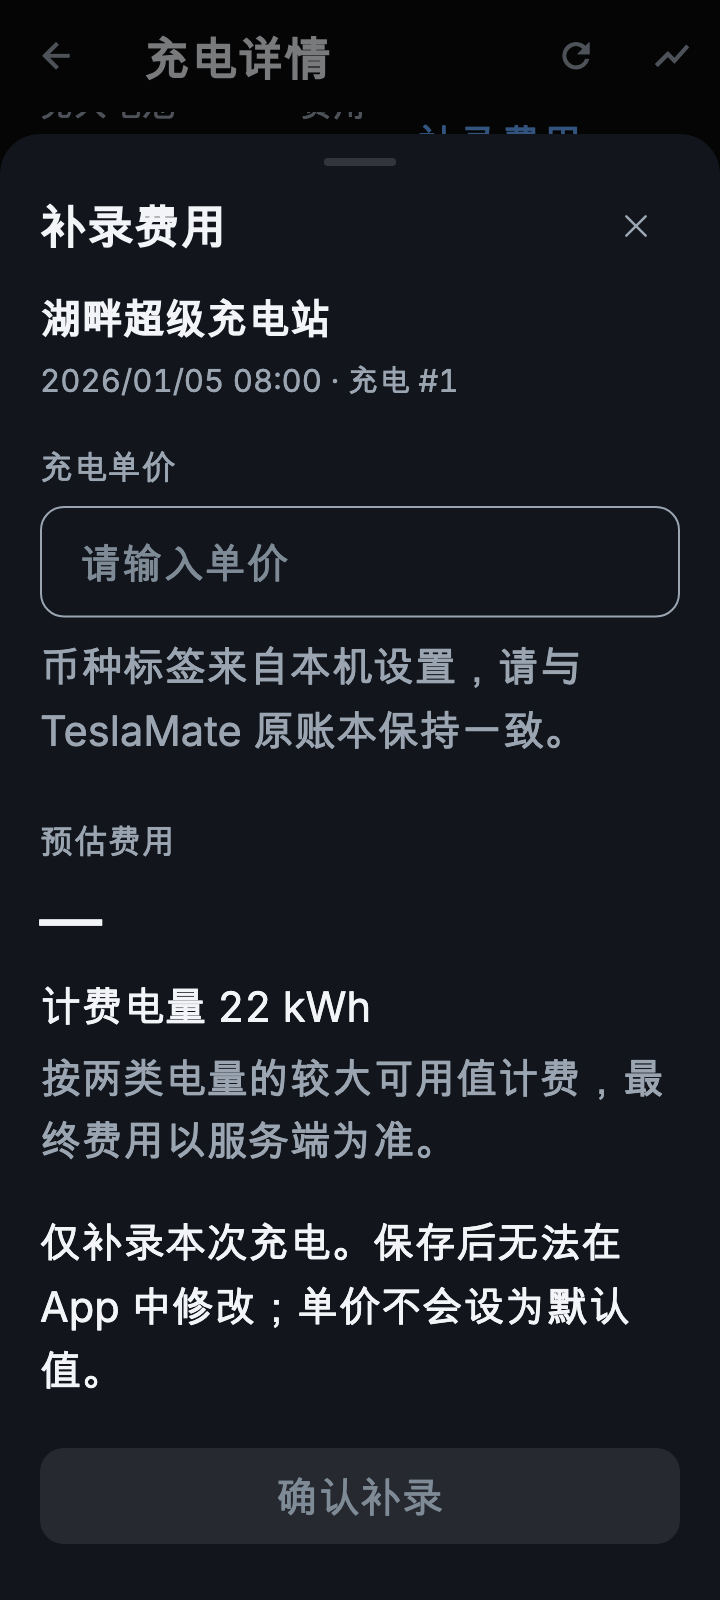 充电详情
补录费用
补录费用
湖畔超级充电站
2026/01/05 08:00 · 充电 #1
充电单价
请输入单价
币种标签来自本机设置，请与
TeslaMate 原账本保持一致。
预估费用
—
计费电量 22 kWh
按两类电量的较大可用值计费，最
终费用以服务端为准。
仅补录本次充电。保存后无法在
App 中修改；单价不会设为默认
值。
确认补录